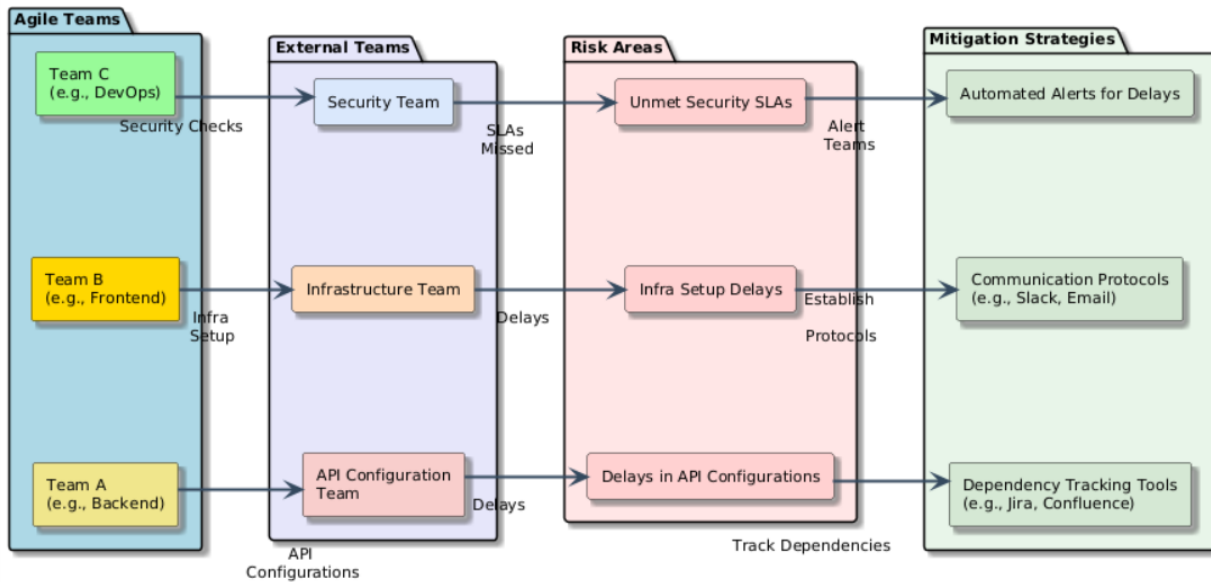 Agile Teams
External Teams
Risk Areas
Mitigation Strategies
Team C
(e.g., DevOps)
Security Checks
Security Team
SLAs
Missed
Unmet Security SLAs
Alert
Teams
Automated Alerts for Delays
Team B
(e.g., Frontend)
Infra
Setup
Infrastructure Team
Delays
Infra Setup Delays
Establish
Protocols
Communication Protocols
(e.g., Slack, Email)
Team A
(e.g., Backend)
API
Configurations
API Configuration
Team
Delays
Delays in API Configurations
Track Dependencies
Dependency Tracking Tools
(e.g., Jira, Confluence)